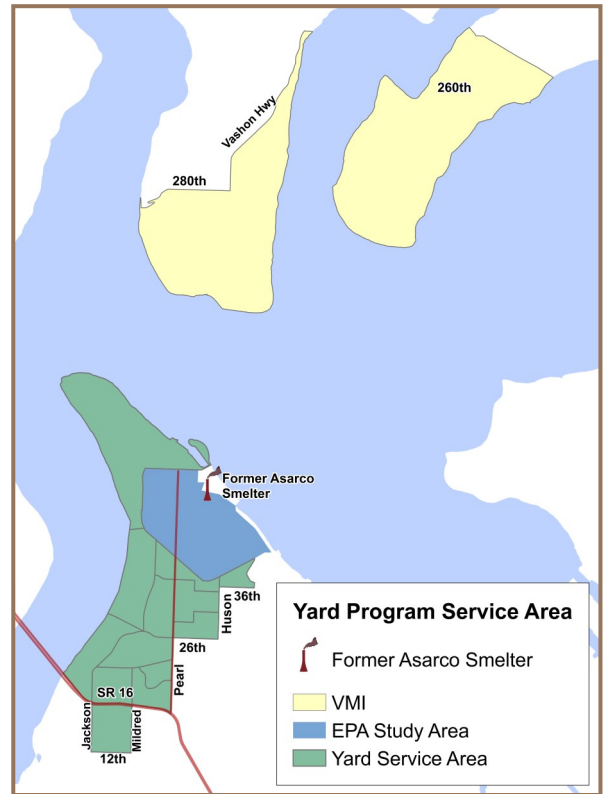 260th
Vashon Hwy
280th
Former Asarco
Smelter
36th
Huson
26th
Pearl
SR 16
Jackson
Mildred
12th
Yard Program Service Area
Former Asarco Smelter
VMI
EPA Study Area
Yard Service Area